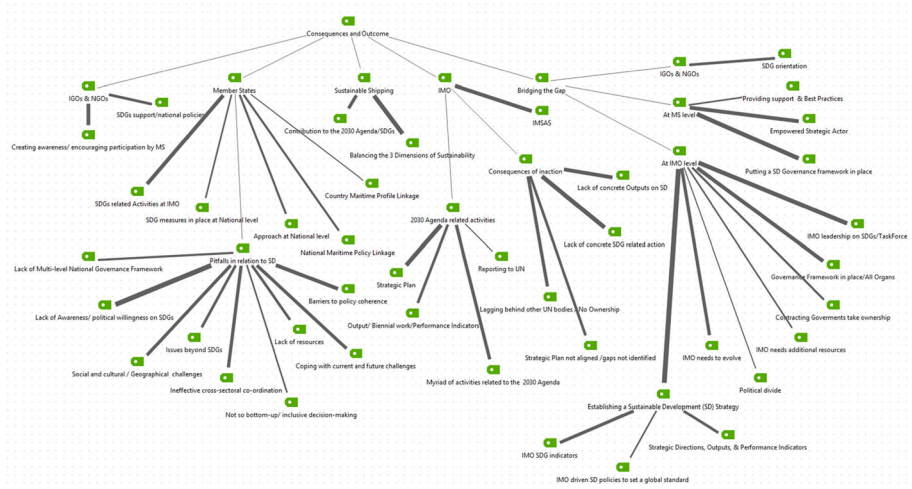 Consequences and Outcome
IGOs & NGOs
Member States
Sustainable Shipping
IMO
Bridging the Gap
IGOs & NGOs
SDG orientation
SDGs support/national policies
Creating awareness/ encouraging participation by MS
Contribution to the 2030 Agenda/SDGs
Balancing the 3 Dimensions of Sustainability
IMSAS
Providing support & Best Practices
At MS level
Empowered Strategic Actor
Putting a SD Governance framework in place
At IMO level
Consequences of inaction
Lack of concrete Outputs on SD
Country Maritime Profile Linkage
SDGs related Activities at IMO
SDG measures in place at National level
Approach at National level
National Maritime Policy Linkage
2030 Agenda related activities
Lack of concrete SDG related action
IMO leadership on SDGs/TaskForce
Pitfalls in relation to SD
Lack of Multi-level National Governance Framework
Strategic Plan
Reporting to UN
Governance Framework in place/All Organs
Barriers to policy coherence
Lack of Awareness/ political willingness on SDGs
Output/ Biennial work/Performance Indicators
Lagging behind other UN bodies / No Ownership
Contracting Goverments take ownership
Issues beyond SDGs
Lack of resources
Strategic Plan not aligned /gaps not identified
IMO needs to evolve
IMO needs additional resources
Social and cultural / Geographical challenges
Coping with current and future challenges
Ineffective cross-sectoral co-ordination
Myriad of activities related to the 2030 Agenda
Political divide
Not so bottom-up/ inclusive decision-making
Establishing a Sustainable Development (SD) Strategy
IMO SDG indicators
Strategic Directions, Outputs, & Performance Indicators
IMO driven SD policies to set a global standard